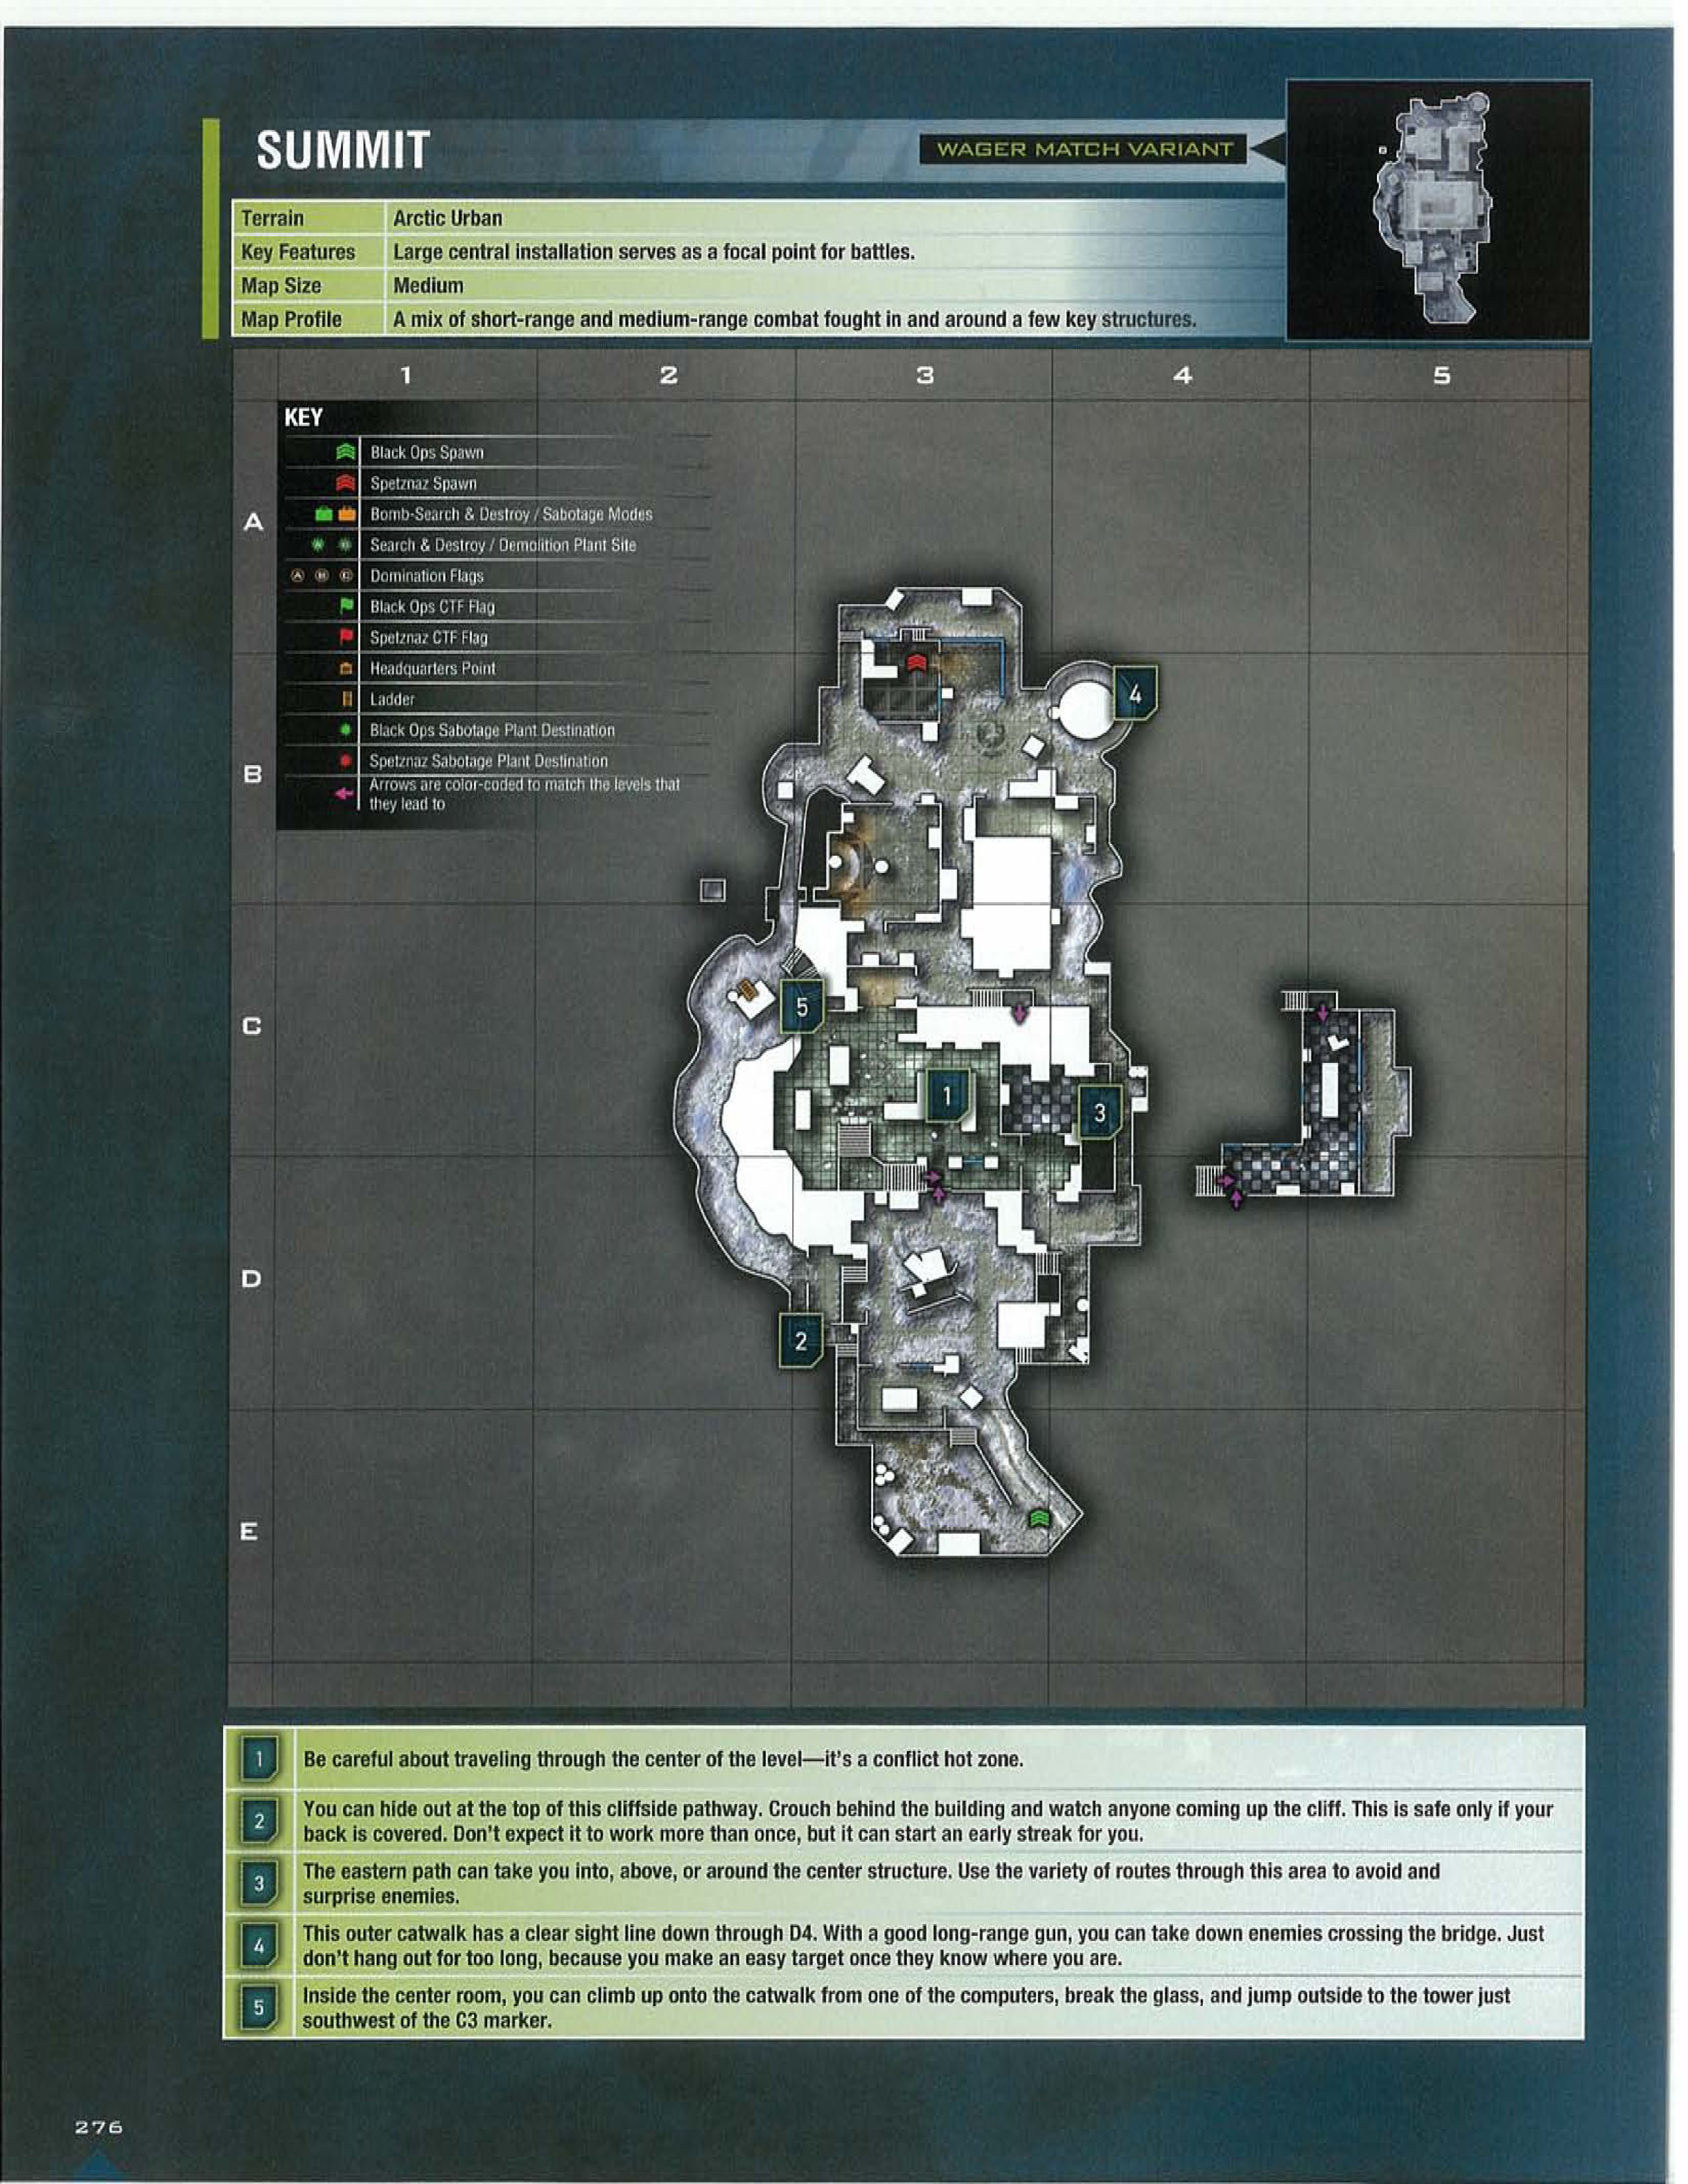 SUMMIT
WAGER MATCH VARIANT
Terrain Arctic Urban
Key Features Large central installation serves as a focal point for battles.
Map Size Medium
Map Profile A mix of short-range and medium-range combat fought in and around a few key structures.
1 2 3 4 5
KEY
Black Ops Spawn
Spetznaz Spawn
A
Bomb-Search & Destroy / Sabotage Modes
Search & Destroy / Demolition Plant Site
A B C Domination Flags
Black Ops CTF Flag
Spetznaz CTF Flag
Headquarters Point
Ladder
Black Ops Sabotage Plant Destination
Spetznaz Sabotage Plant Destination
Arrows are color-coded to match the levels that
they lead to
4
B
5
C
1
3
D
2
E
1 Be careful about traveling through the center of the level—it's a conflict hot zone.
2 You can hide out at the top of this cliffside pathway. Crouch behind the building and watch anyone coming up the cliff. This is safe only if your
back is covered. Don't expect it to work more than once, but it can start an early streak for you.
3 The eastern path can take you into, above, or around the center structure. Use the variety of routes through this area to avoid and
surprise enemies.
4 This outer catwalk has a clear sight line down through D4. With a good long-range gun, you can take down enemies crossing the bridge. Just
don't hang out for too long, because you make an easy target once they know where you are.
5 Inside the center room, you can climb up onto the catwalk from one of the computers, break the glass, and jump outside to the tower just
southwest of the C3 marker.
276